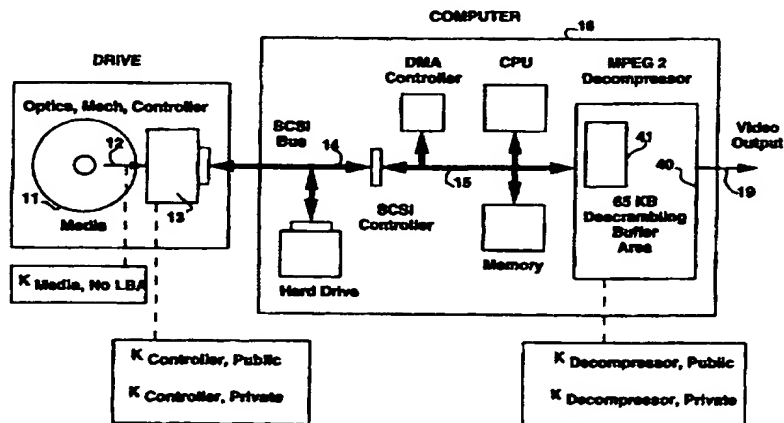 COMPUTER
16
DRIVE
DMA
Controller
CPU
MPEG 2
Decompressor
Optics, Mech, Controller
SCSI
Bus
Video
Output
12
14
41
40
15
19
11
13
Media
SCSI
Controller
65 KB
Descrambling
Buffer
Area
Memory
Hard Drive
K Media, No LBA
K Controller, Public
K Controller, Private
K Decompressor, Public
K Decompressor, Private